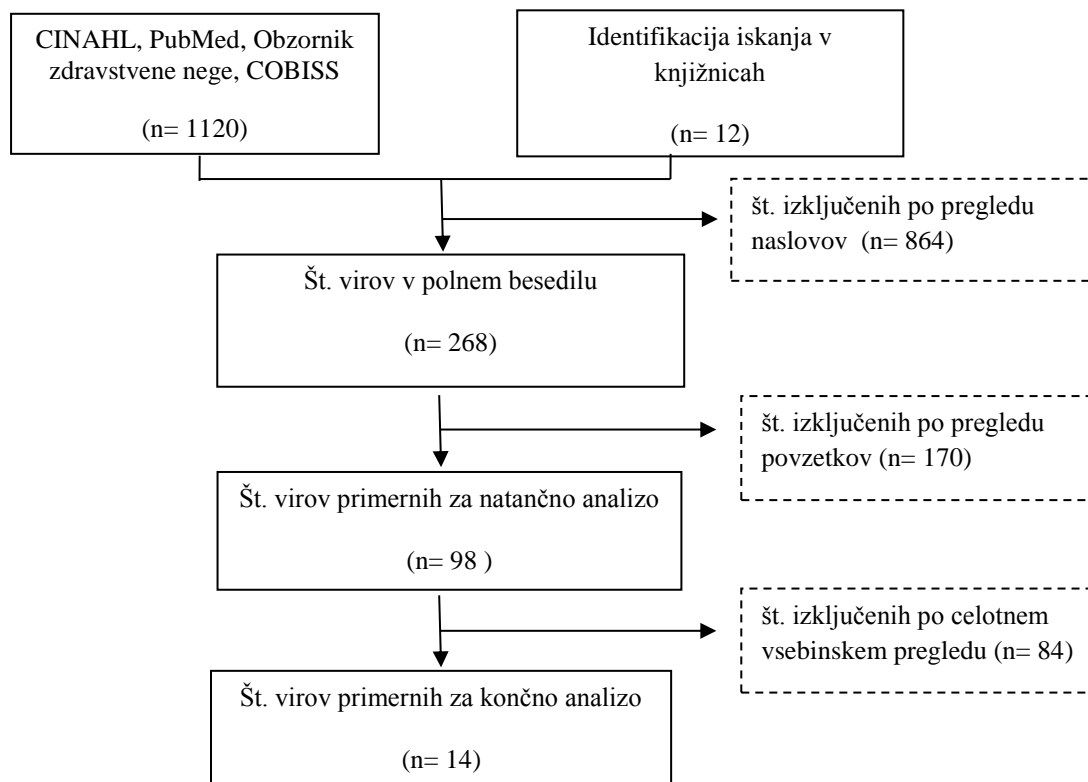 CINAHL, PubMed, Obzornik
zdravstvene nege, COBISS
(n= 1120)
Identifikacija iskanja v
knjižnicah
(n= 12)
št. izključenih po pregledu
naslovov (n= 864)
Št. virov v polnem besedilu
(n= 268)
št. izključenih po pregledu
povzetkov (n= 170)
Št. virov primernih za natančno analizo
(n= 98 )
št. izključenih po celotnem
vsebinskem pregledu (n= 84)
Št. virov primernih za končno analizo
(n= 14)